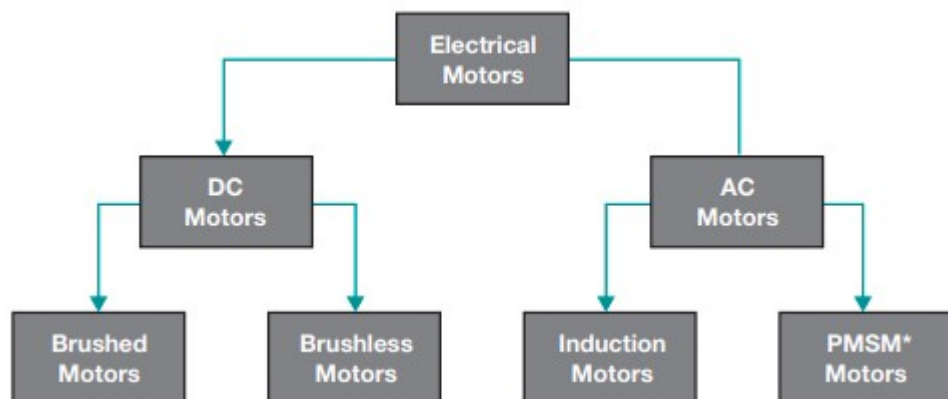 Electrical
Motors
DC
Motors
AC
Motors
Brushed
Motors
Brushless
Motors
Induction
Motors
PMSM*
Motors